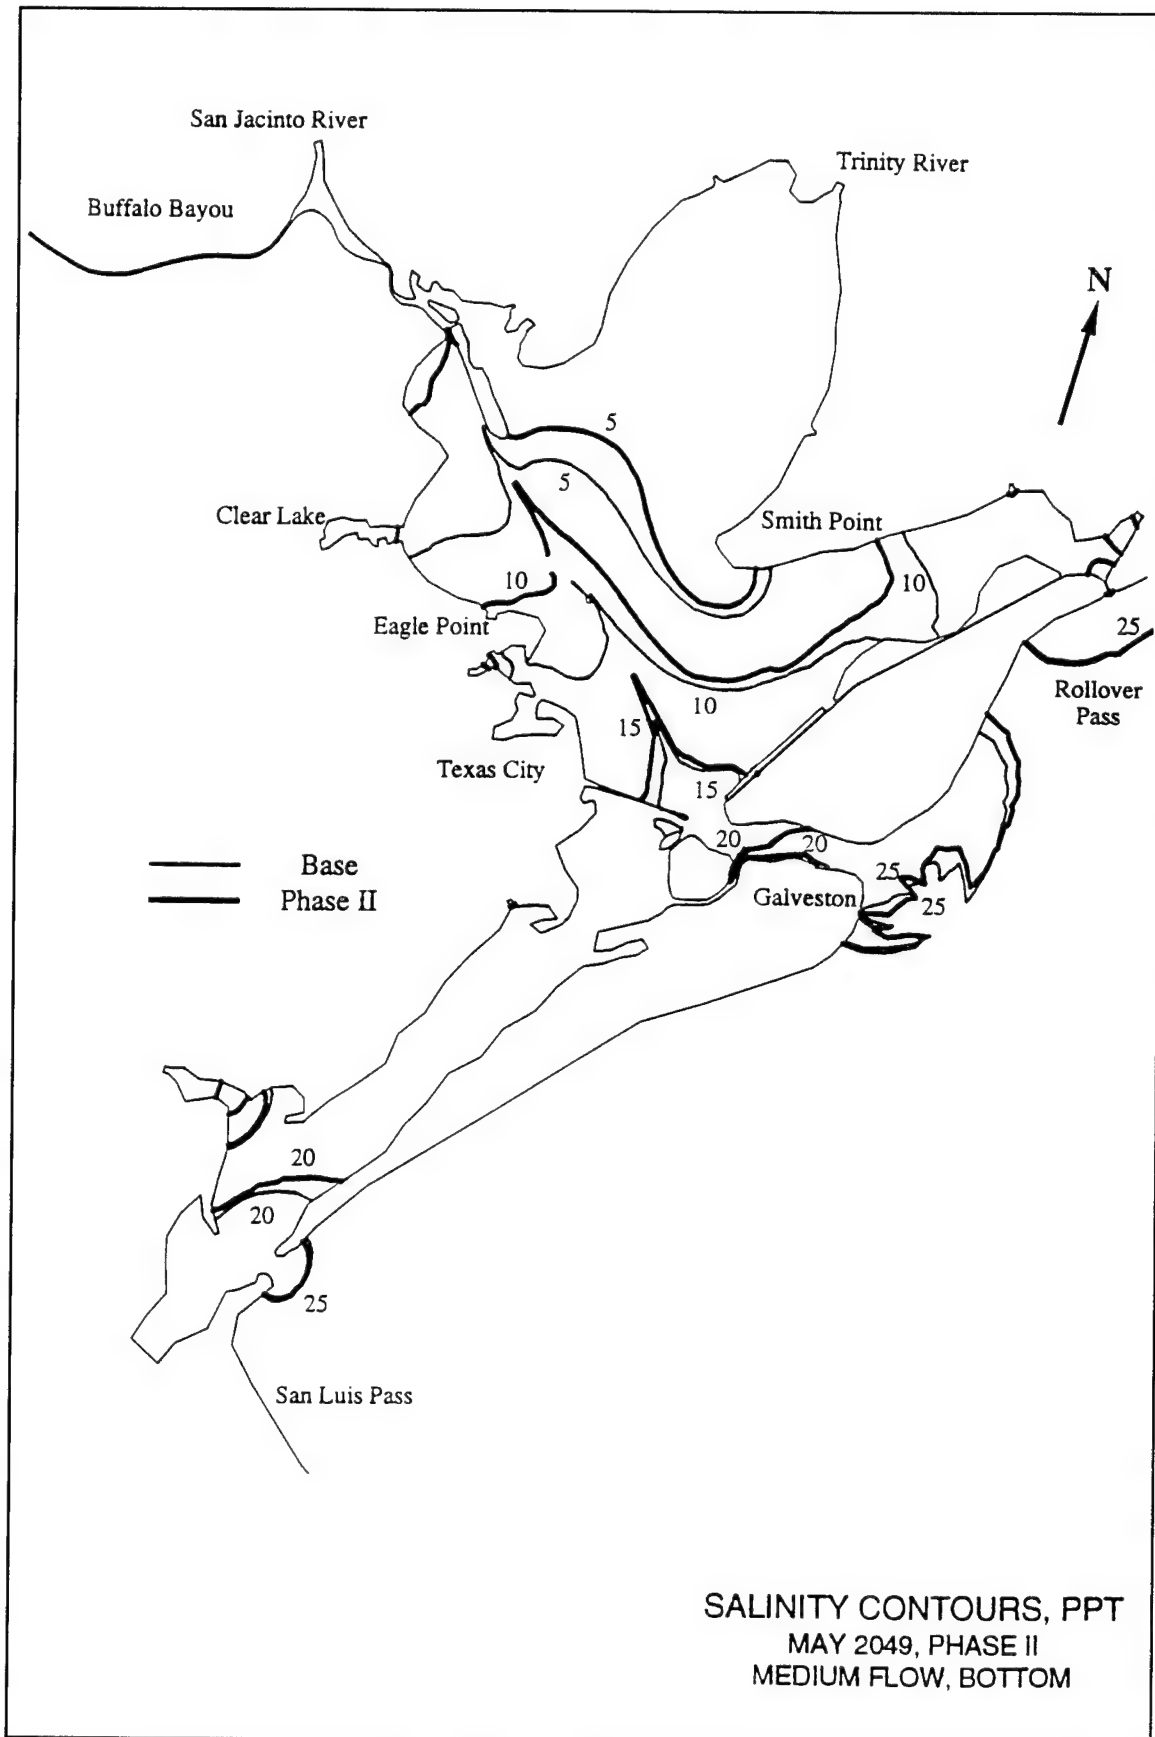 San Jacinto River
Trinity River
Buffalo Bayou
N
5
5
Clear Lake
Smith Point
10
10
Eagle Point
25
Rollover
Pass
10
15
Texas City
15
20
20
Base
25
Phase II
Galveston
25
20
20
25
San Luis Pass
SALINITY CONTOURS, PPT
MAY 2049, PHASE II
MEDIUM FLOW, BOTTOM